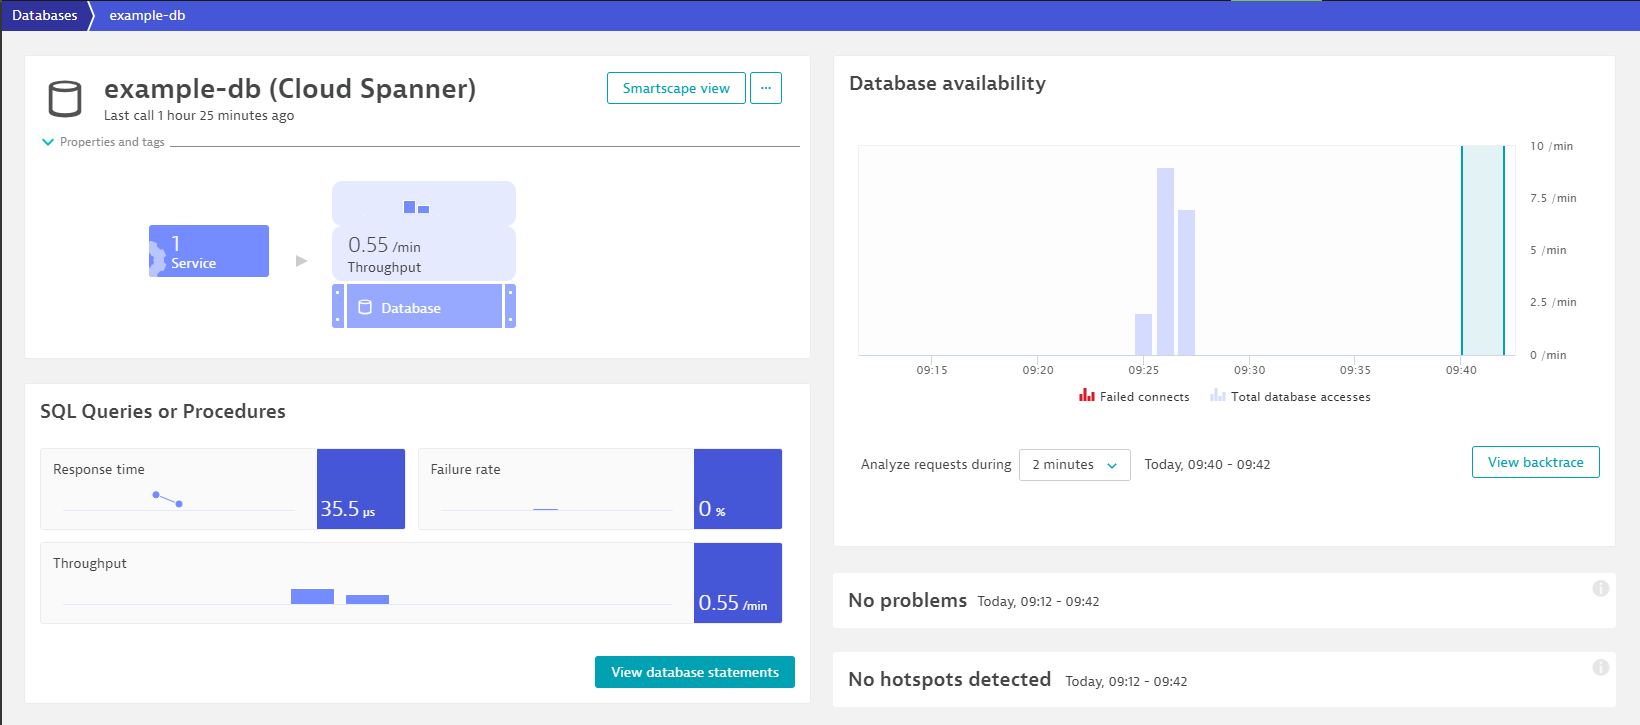 Databases
example-db
example-db (Cloud Spanner)
Last call 1 hour 25 minutes ago
Smartscape view
...
Properties and tags
1
Service
0.55 /min
Throughput
Database
SQL Queries or Procedures
Response time
35.5 µs
Failure rate
0 %
Throughput
0.55 /min
View database statements
Database availability
10 /min
7.5 /min
5 /min
2.5 /min
0 /min
09:15 09:20 09:25 09:30 09:35 09:40
Failed connects Total database accesses
Analyze requests during 2 minutes Today, 09:40 - 09:42
View backtrace
No problems Today, 09:12 - 09:42
i
No hotspots detected Today, 09:12 - 09:42
i